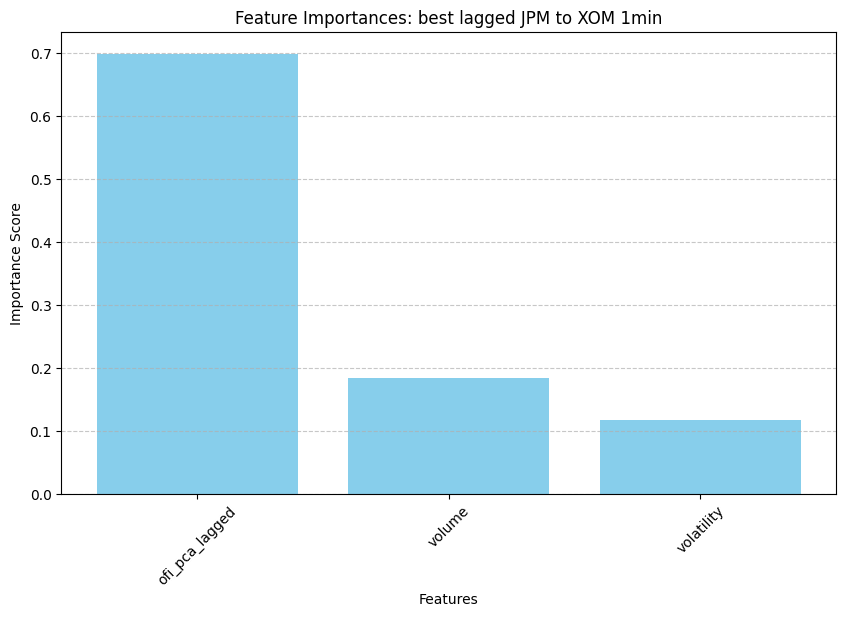 Feature Importances: best lagged JPM to XOM 1min
Importance Score
0.7
0.6
0.5
0.4
0.3
0.2
0.1
0.0
ofi_pca_lagged
volume
volatility
Features